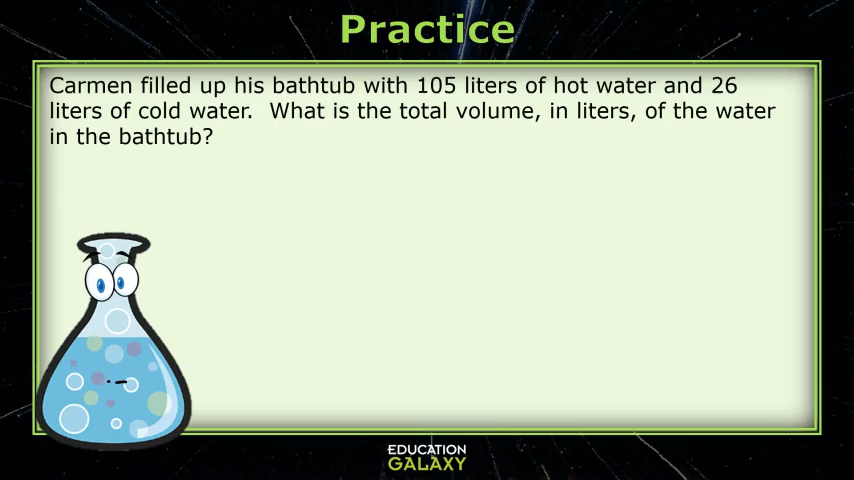 Practice
Carmen filled up his bathtub with 105 liters of hot water and 26
liters of cold water.  What is the total volume, in liters, of the water
in the bathtub?
EDUCATION
GALAXY